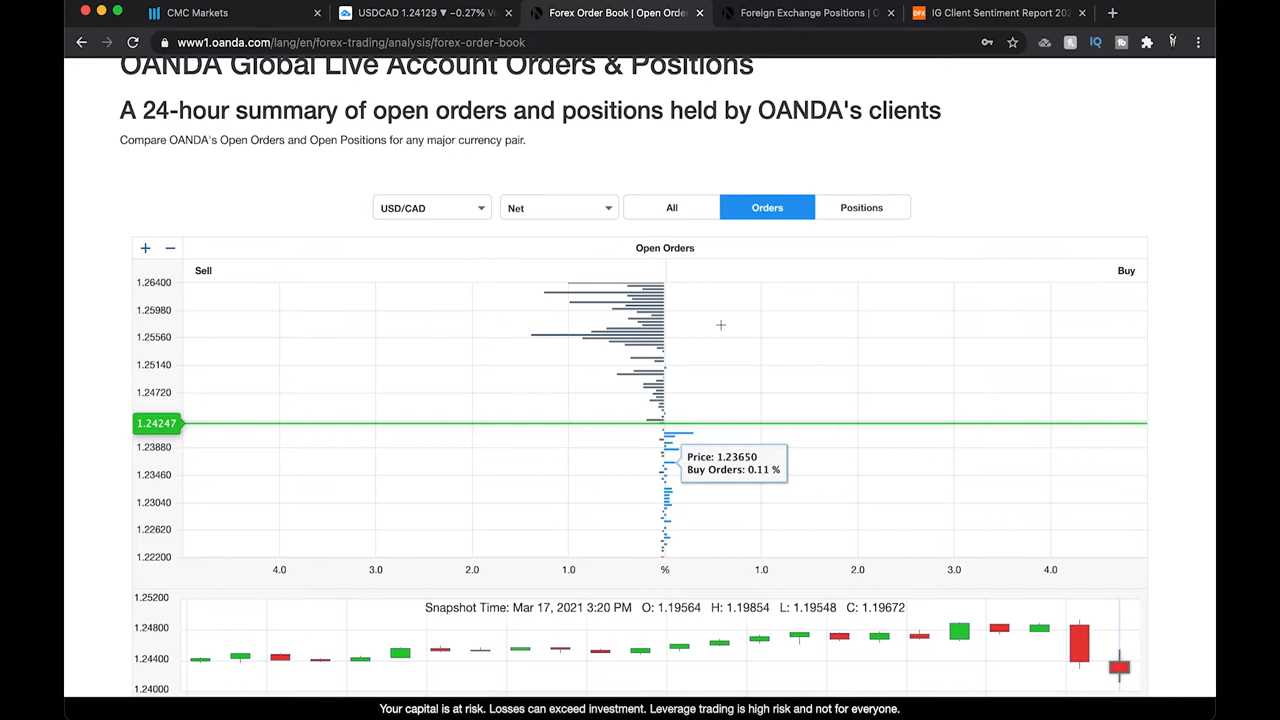 CMC Markets
USDCAD 1.24129 ▼ −0.27%
Forex Order Book | Open Orde
Foreign Exchange Positions | O
IG Client Sentiment Report 202
www1.oanda.com/lang/en/forex-trading/analysis/forex-order-book
OANDA Global Live Account Orders & Positions
A 24-hour summary of open orders and positions held by OANDA's clients
Compare OANDA's Open Orders and Open Positions for any major currency pair.
USD/CAD
Net
All
Orders
Positions
+ −
Open Orders
Sell
Buy
1.26400
1.25980
1.25560
1.25140
1.24720
1.24247
1.23880
1.23460
1.23040
1.22620
1.22200
Price: 1.23650
Buy Orders: 0.11 %
4.0 3.0 2.0 1.0 % 1.0 2.0 3.0 4.0
Snapshot Time: Mar 17, 2021 3:20 PM O: 1.19564 H: 1.19854 L: 1.19548 C: 1.19672
1.25200
1.24800
1.24400
1.24000
Your capital is at risk. Losses can exceed investment. Leverage trading is high risk and not for everyone.